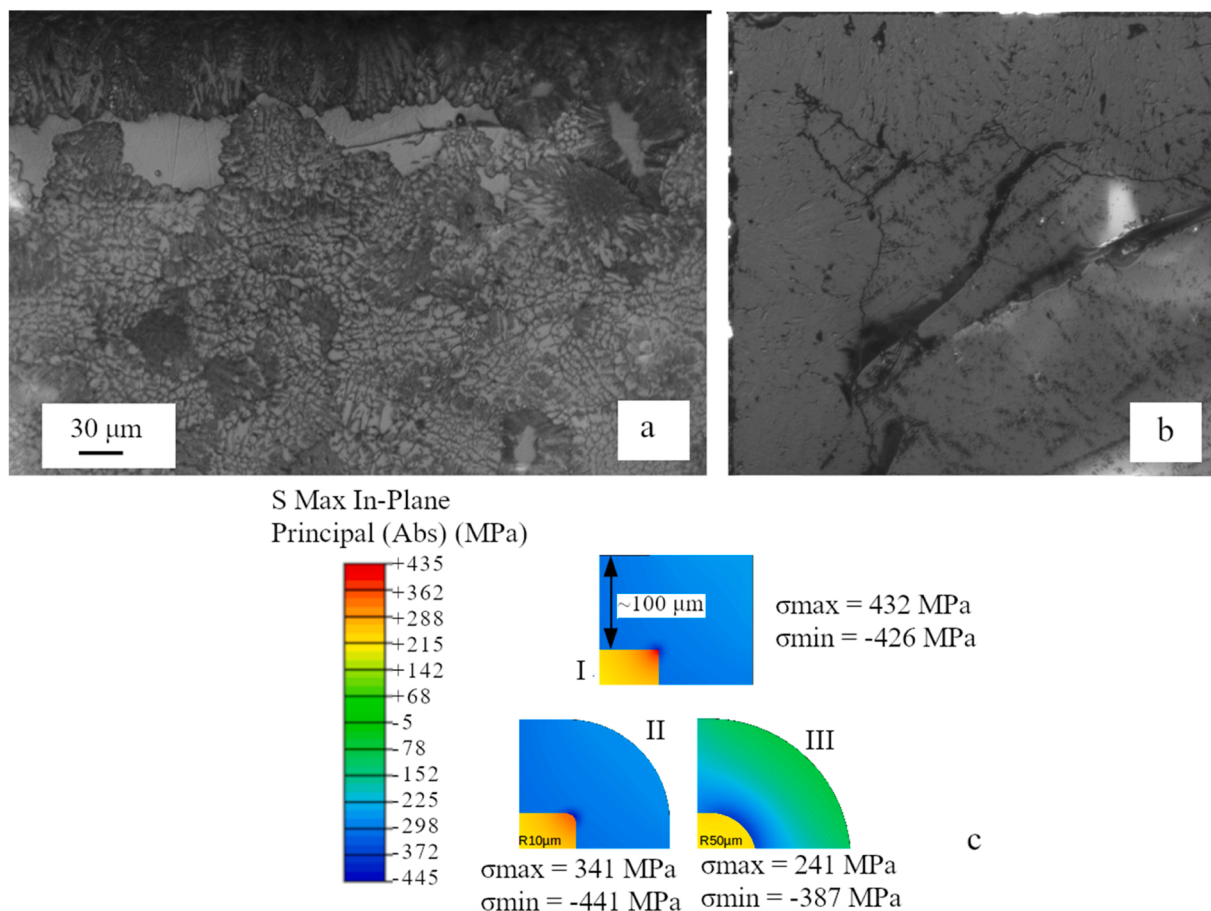 30 μm
a
b
S Max In-Plane
Principal (Abs) (MPa)
+435
+362
+288
+215
+142
+68
-5
-78
-152
-225
-298
-372
-445
~100 μm
I
σmax = 432 MPa
σmin = -426 MPa
II
R10μm
σmax = 341 MPa
σmin = -441 MPa
III
R50μm
σmax = 241 MPa
σmin = -387 MPa
c